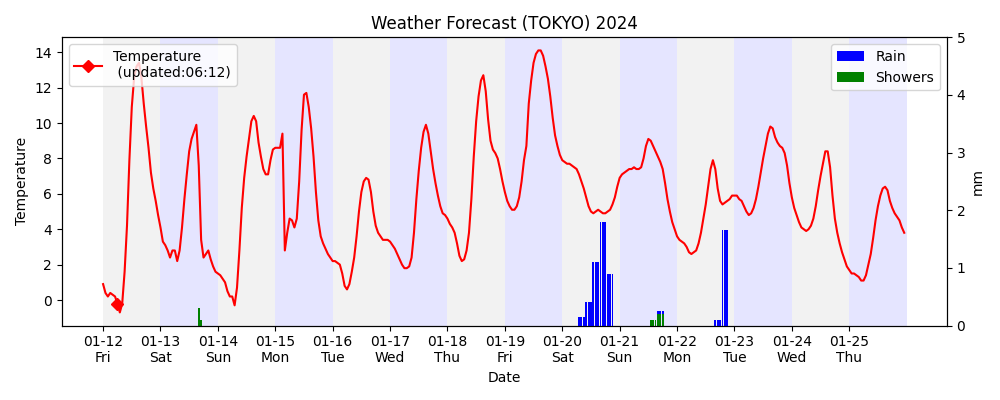 Weather Forecast (TOKYO) 2024
Temperature
(updated:06:12)
Rain
Showers
Temperature
14
12
10
8
6
4
2
0
5
4
3
2
1
0
mm
01-12 01-13 01-14 01-15 01-16 01-17 01-18 01-19 01-20 01-21 01-22 01-23 01-24 01-25
Fri Sat Sun Mon Tue Wed Thu Fri Sat Sun Mon Tue Wed Thu
Date